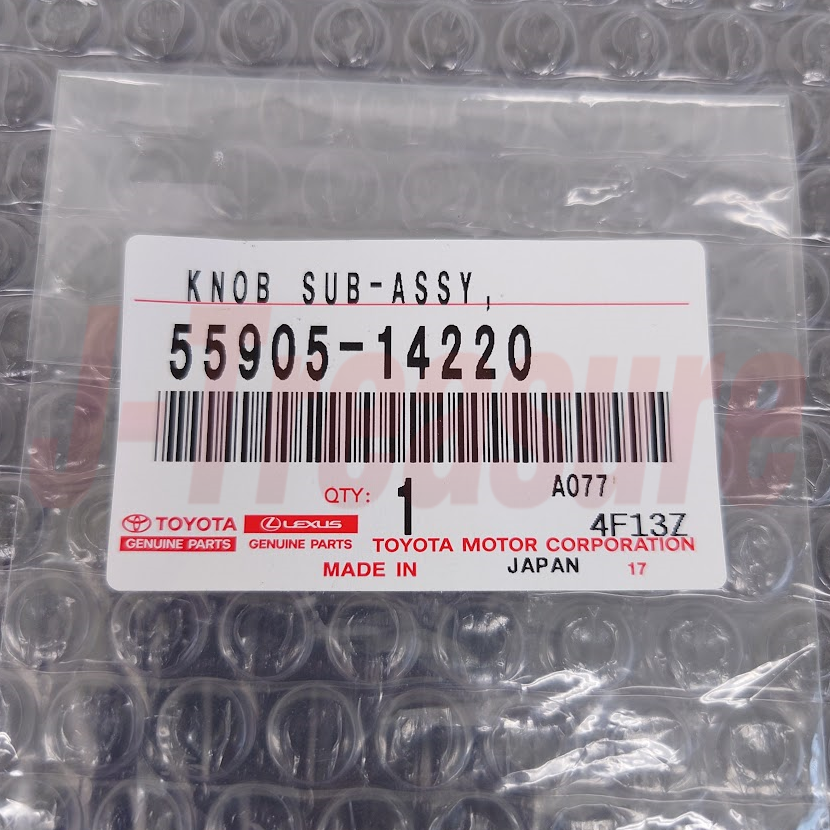 KNOB SUB-ASSY,
55905-14220
QTY: 1 A077
TOYOTA LEXUS 4F13Z
GENUINE PARTS GENUINE PARTS TOYOTA MOTOR CORPORATION
MADE IN JAPAN 17
J-Treasure